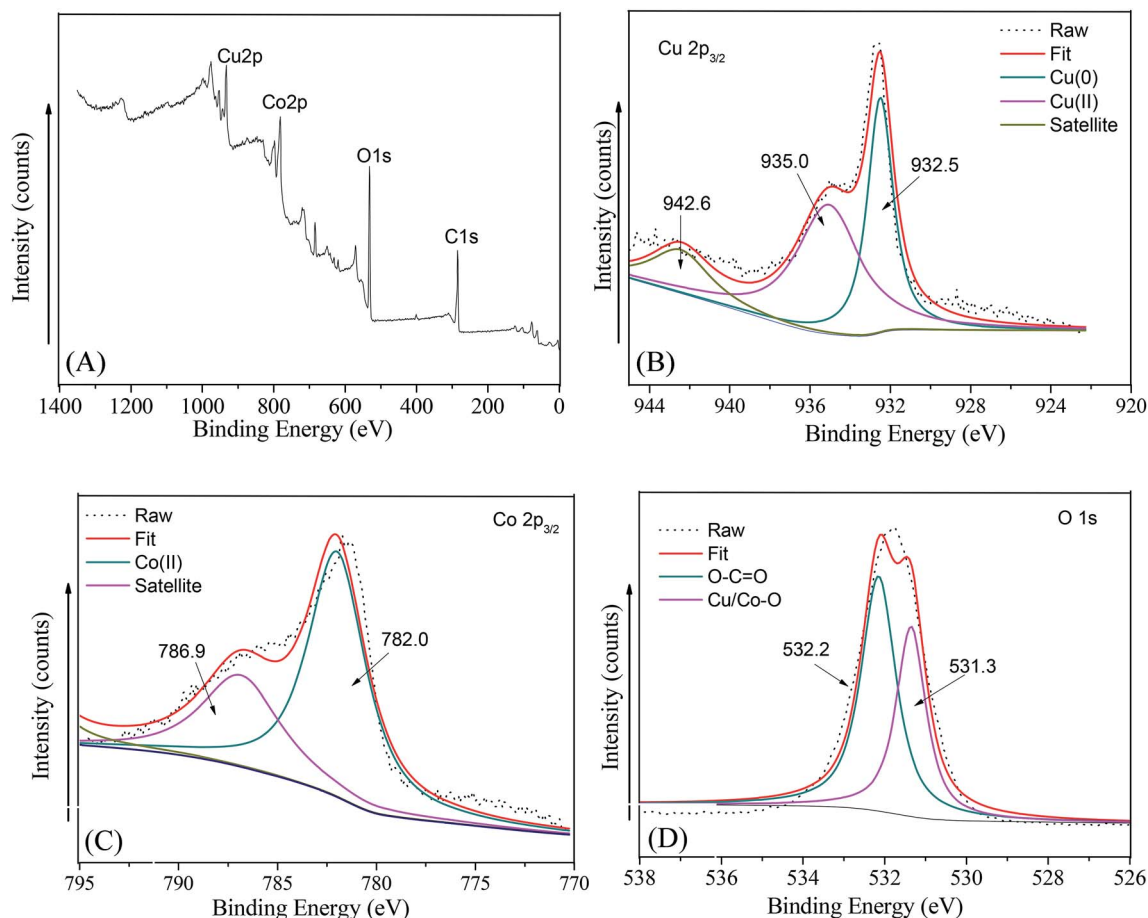 Cu2p
Co2p
O1s
C1s
(A)
Intensity (counts)
1400 1200 1000 800 600 400 200 0
Binding Energy (eV)
Cu 2p3/2
Raw
Fit
Cu(0)
Cu(II)
Satellite
935.0
932.5
942.6
(B)
Intensity (counts)
944 940 936 932 928 924 920
Binding Energy (eV)
Raw
Fit
Co(II)
Satellite
Co 2p3/2
786.9
782.0
(C)
Intensity (counts)
795 790 785 780 775 770
Binding Energy (eV)
Raw
Fit
O-C=O
Cu/Co-O
O 1s
532.2
531.3
(D)
Intensity (counts)
538 536 534 532 530 528 526
Binding Energy (eV)